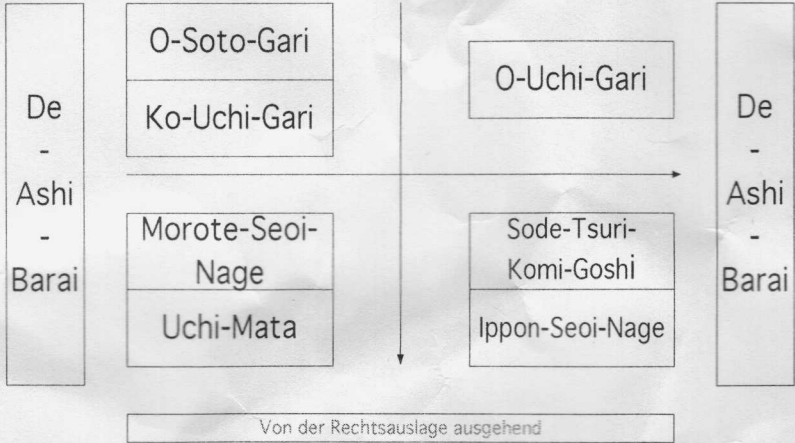 De
-
Ashi
-
Barai
O-Soto-Gari
Ko-Uchi-Gari
O-Uchi-Gari
Morote-Seoi-
Nage
Uchi-Mata
Sode-Tsuri-
Komi-Goshi
Ippon-Seoi-Nage
De
-
Ashi
-
Barai
Von der Rechtsauslage ausgehend